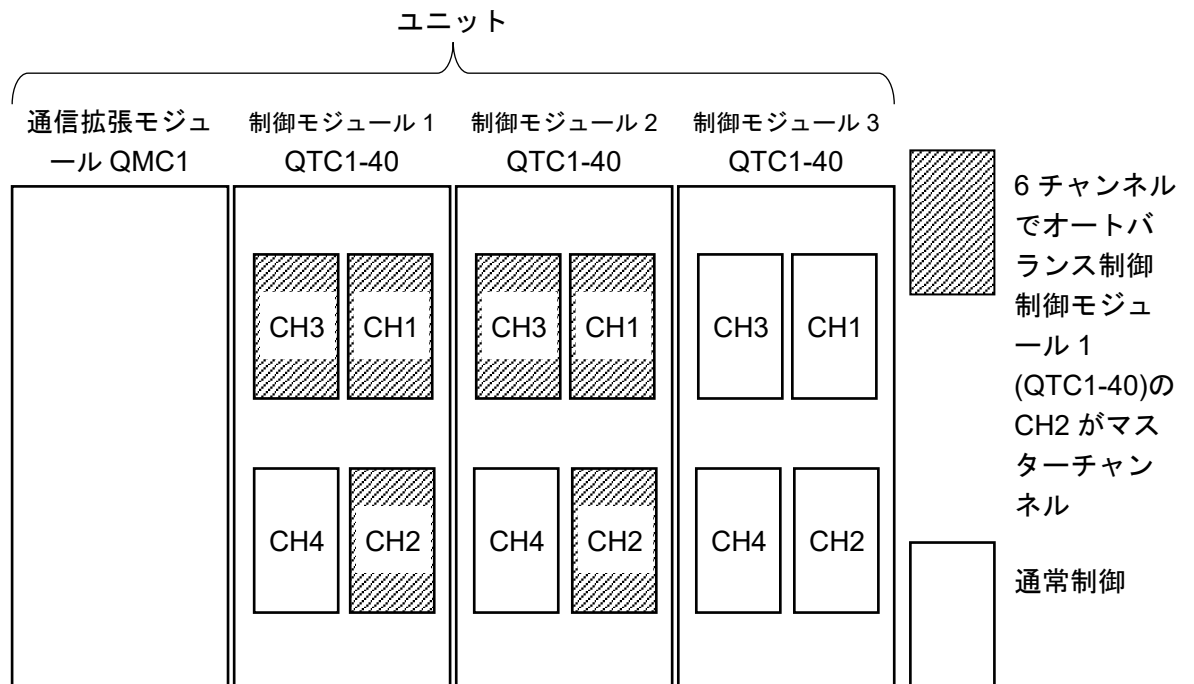 ユニット
通信拡張モジュ
ール QMC1
制御モジュール 1
QTC1-40
制御モジュール 2
QTC1-40
制御モジュール 3
QTC1-40
CH3
CH1
CH4
CH2
CH3
CH1
CH4
CH2
CH3
CH1
CH4
CH2
6 チャンネル
でオートバ
ランス制御
制御モジュ
ール 1
(QTC1-40)の
CH2 がマス
ターチャン
ネル
通常制御